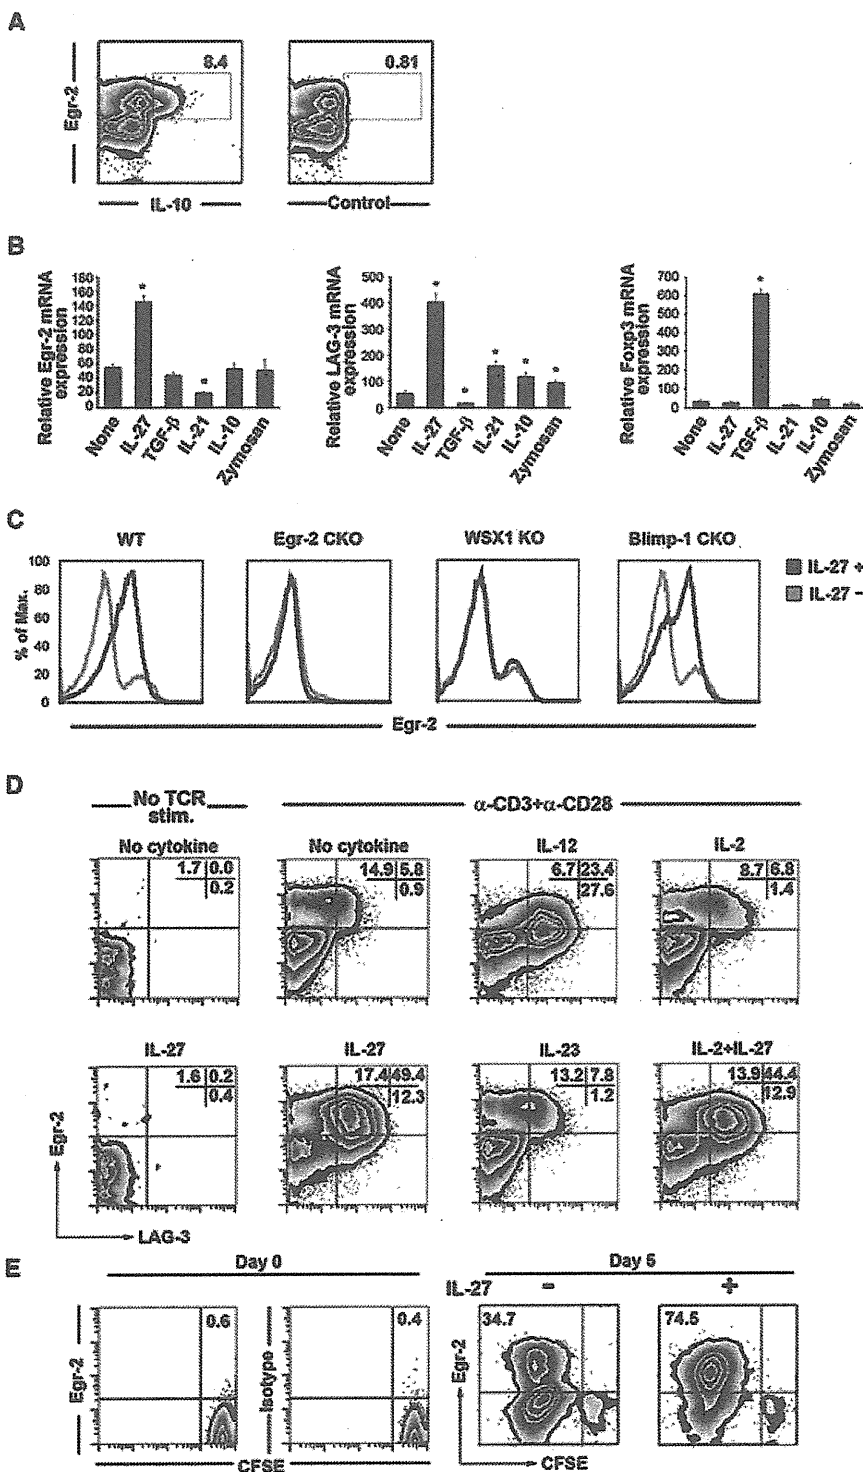 A
8.4
0.81
Egr-2
IL-10
Control
B
Relative Egr-2 mRNA expression
180
160
140
120
100
80
60
40
20
0
None
IL-27
TGF-β
IL-21
IL-10
Zymosan
*
*
Relative LAG-3 mRNA expression
500
400
300
200
100
0
None
IL-27
TGF-β
IL-21
IL-10
Zymosan
*
*
*
*
*
Relative Foxp3 mRNA expression
700
600
500
400
300
200
100
0
None
IL-27
TGF-β
IL-21
IL-10
Zymosan
*
C
WT
Egr-2 CKO
WSX1 KO
Blimp-1 CKO
% of Max.
100
80
60
40
20
0
IL-27 +
IL-27 −
Egr-2
D
No TCR stim.
α-CD3+α-CD28
No cytokine
1.7 0.0
0.2
No cytokine
14.9 5.8
0.9
IL-12
6.7 23.4
27.6
IL-2
8.7 6.8
1.4
IL-27
1.6 0.2
0.4
IL-27
17.4 49.4
12.3
IL-23
13.2 7.8
1.2
IL-2+IL-27
13.9 44.4
12.9
Egr-2
LAG-3
E
Day 0
Day 5
IL-27 − +
0.6
0.4
34.7
74.5
Egr-2
Isotype
Egr-2
CFSE
CFSE